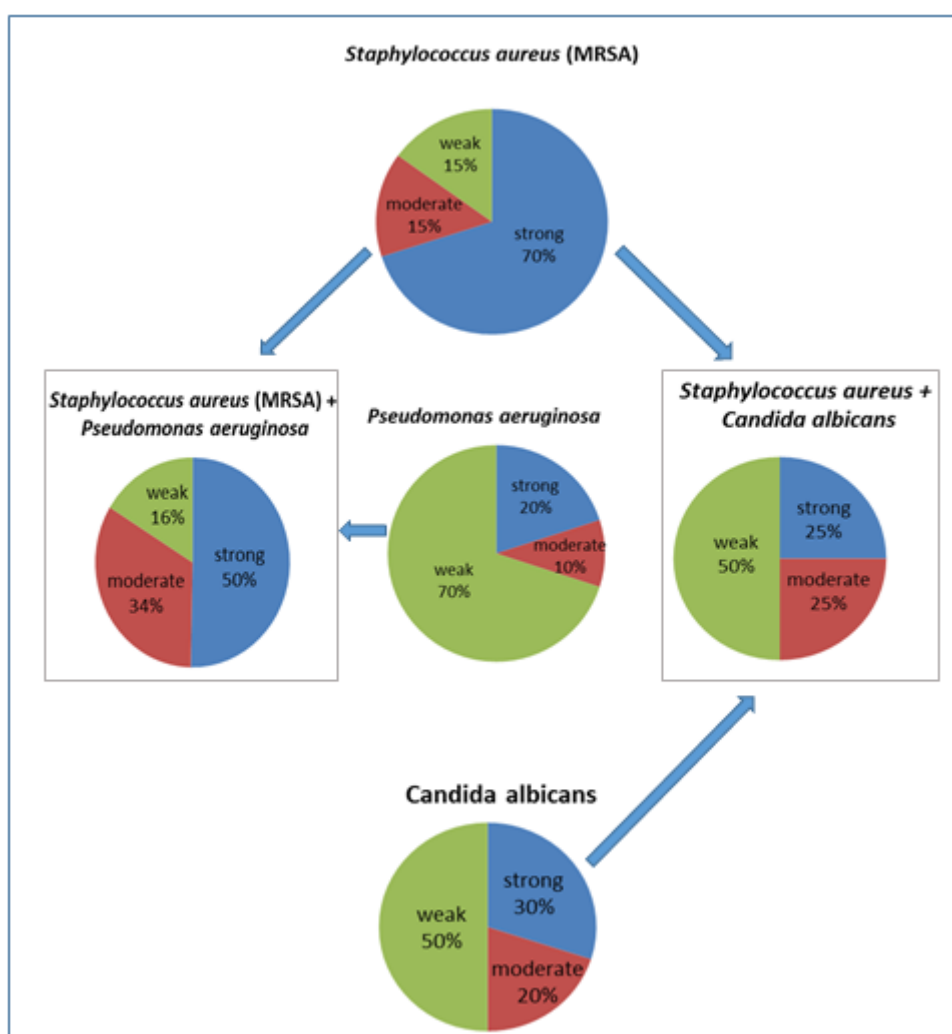 Staphylococcus aureus (MRSA)
weak
15%
moderate
15%
strong
70%
Staphylococcus aureus (MRSA) +
Pseudomonas aeruginosa
weak
16%
strong
50%
moderate
34%
Pseudomonas aeruginosa
strong
20%
moderate
10%
weak
70%
Staphylococcus aureus +
Candida albicans
strong
25%
weak
50%
moderate
25%
Candida albicans
strong
30%
weak
50%
moderate
20%